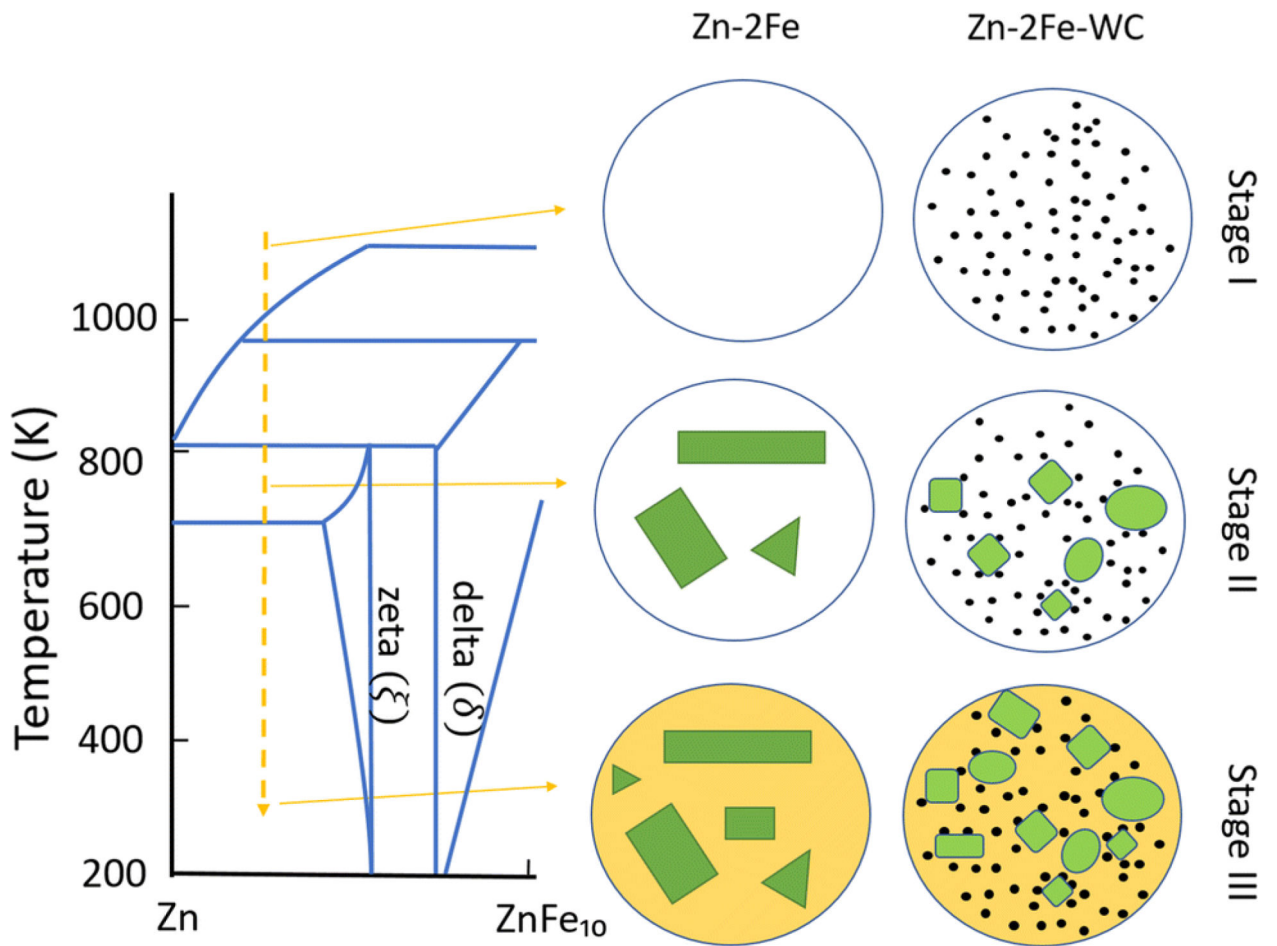 Zn-2Fe
Zn-2Fe-WC
Stage I
Stage II
Stage III
Temperature (K)
1000
800
600
400
200
zeta (ξ)
delta (δ)
Zn
ZnFe₁₀